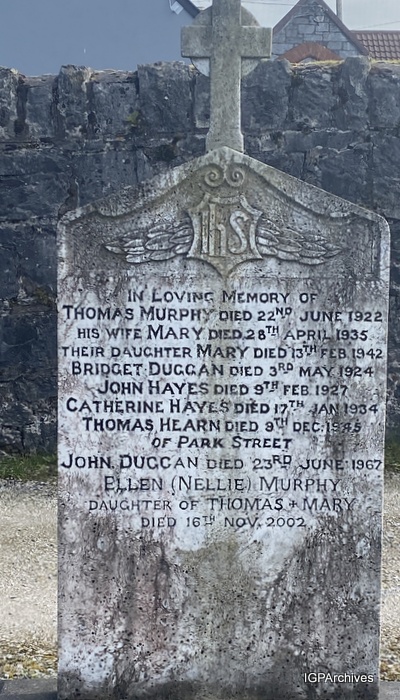 IHS
IN LOVING MEMORY OF
THOMAS MURPHY DIED 22ND JUNE 1922
HIS WIFE MARY DIED 28TH APRIL 1935
THEIR DAUGHTER MARY DIED 13TH FEB. 1942
BRIDGET DUGGAN DIED 3RD MAY 1924
JOHN HAYES DIED 9TH FEB. 1927
CATHERINE HAYES DIED 17TH JAN 1934
THOMAS HEARN DIED 9TH DEC. 1945
OF PARK STREET
JOHN DUGGAN DIED 23RD JUNE 1967
ELLEN (NELLIE) MURPHY
DAUGHTER OF THOMAS + MARY
DIED 16TH NOV. 2002
IGPArchives